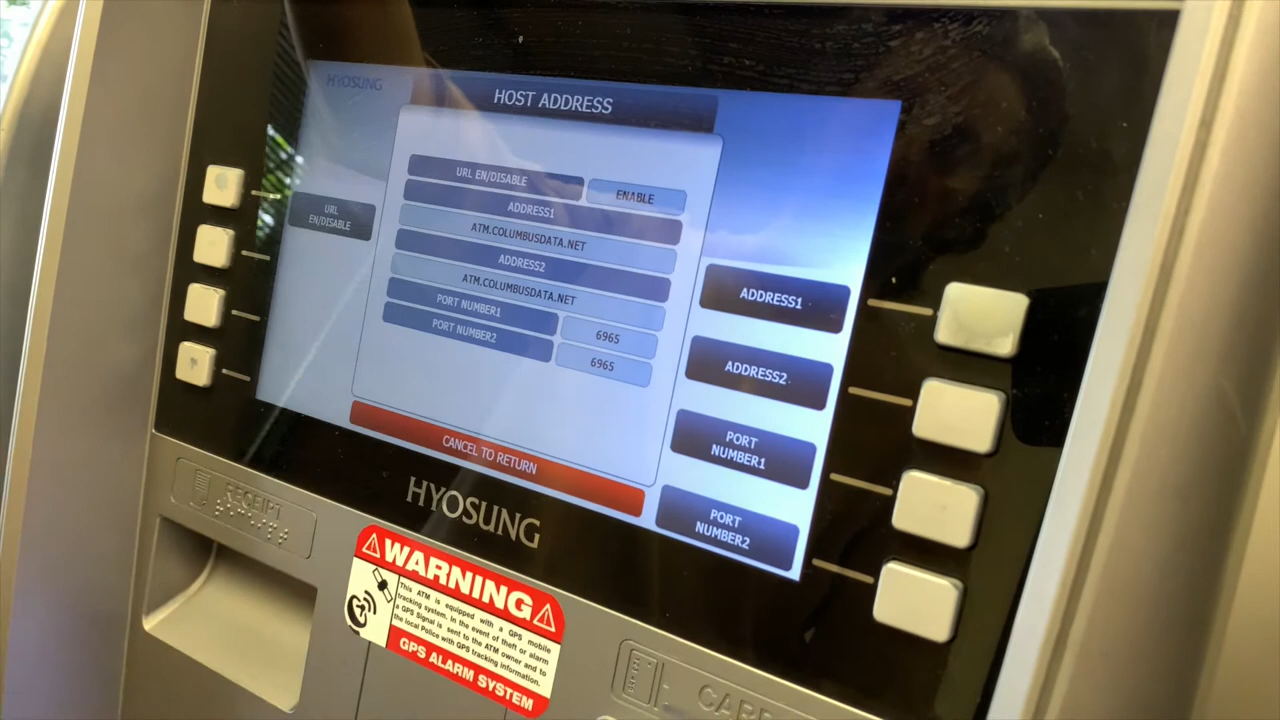 HYOSUNG
HOST ADDRESS
URL EN/DISABLE
ENABLE
URL
EN/DISABLE
ADDRESS1
ATM.COLUMBUSDATA.NET
ADDRESS2
ATM.COLUMBUSDATA.NET
PORT NUMBER1
6965
PORT NUMBER2
6965
ADDRESS1
ADDRESS2
PORT
NUMBER1
PORT
NUMBER2
CANCEL TO RETURN
HYOSUNG
RECEIPT
WARNING
This ATM is equipped with a GPS mobile
tracking system. In the event of theft or alarm
a GPS Signal is sent to the ATM owner and to
the local Police with GPS tracking information.
GPS ALARM SYSTEM
CARD